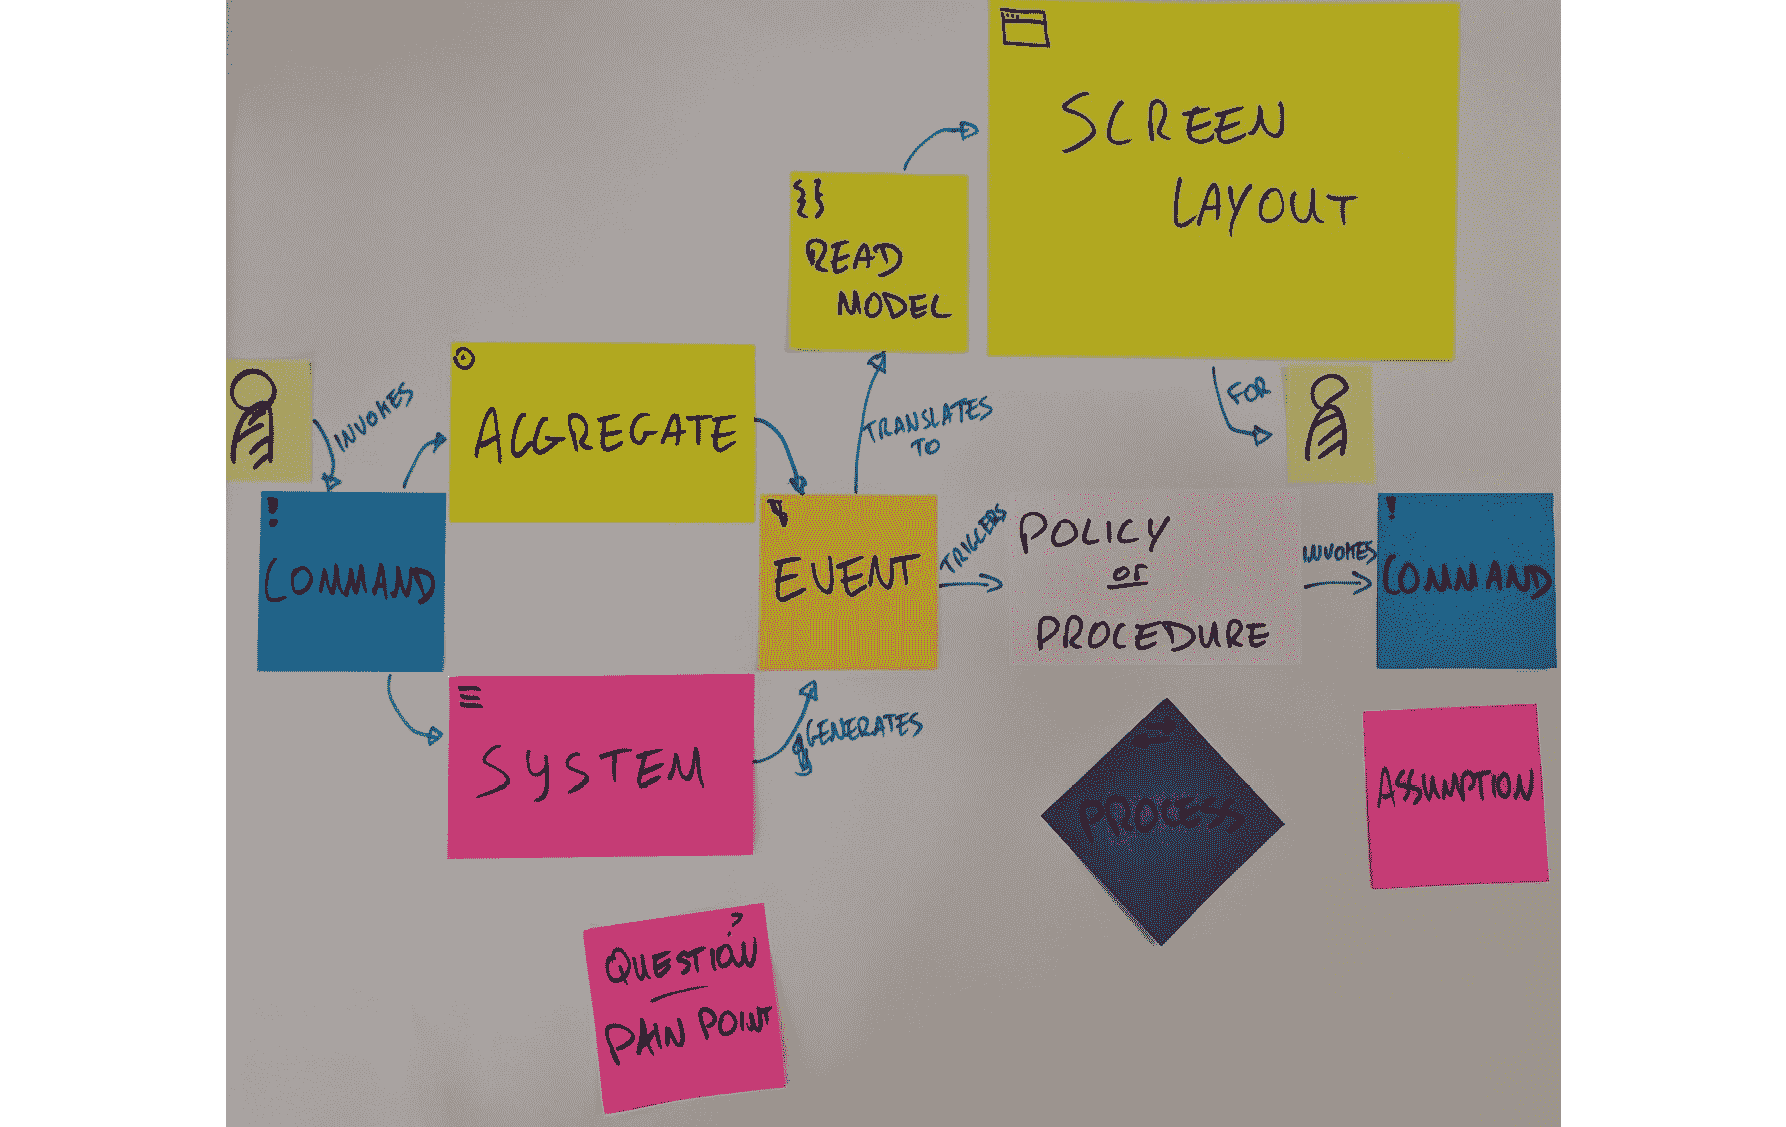 SCREEN
LAYOUT
{}
READ
MODEL
INVOKES
AGGREGATE
TRANSLATES
TO
FOR
!
COMMAND
EVENT
TRIGGERS
POLICY
or
PROCEDURE
INVOKES
!
COMMAND
SYSTEM
GENERATES
PROCESS
ASSUMPTION
?
QUESTION
PAIN POINT